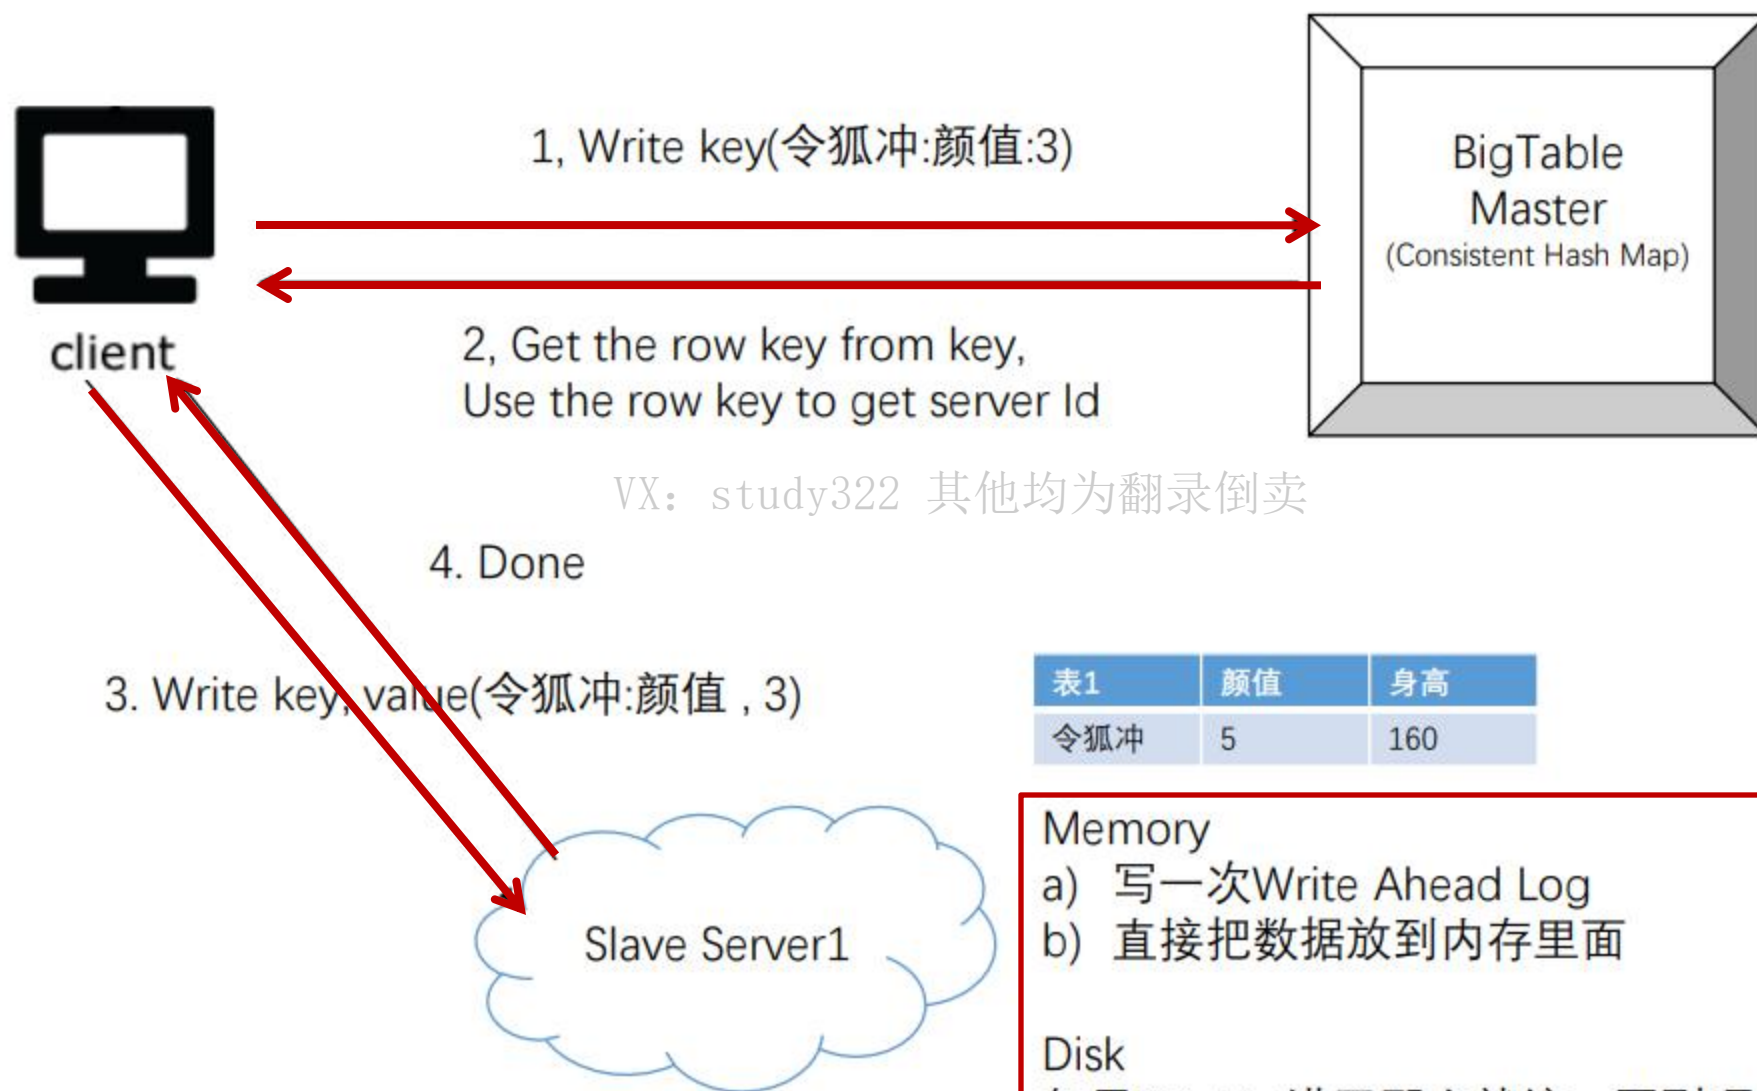 1, Write key(令狐冲:颜值:3)
BigTable
Master
(Consistent Hash Map)
client
2, Get the row key from key,
Use the row key to get server Id
VX: study322 其他均为翻录倒卖
4. Done
3. Write key, value(令狐冲:颜值 , 3)
表1 颜值 身高
令狐冲 5 160
Slave Server1
Memory
a) 写一次Write Ahead Log
b) 直接把数据放到内存里面
Disk